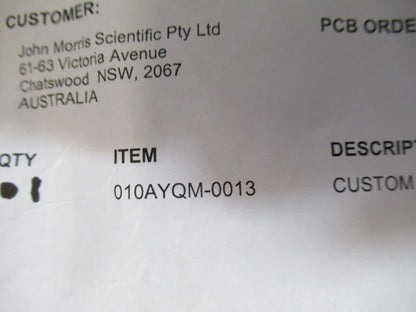 CUSTOMER:
John Morris Scientific Pty Ltd
61-63 Victoria Avenue
Chatswood NSW, 2067
AUSTRALIA
PCB ORDE
QTY ITEM DESCRIPT
01 010AYQM-0013 CUSTOM